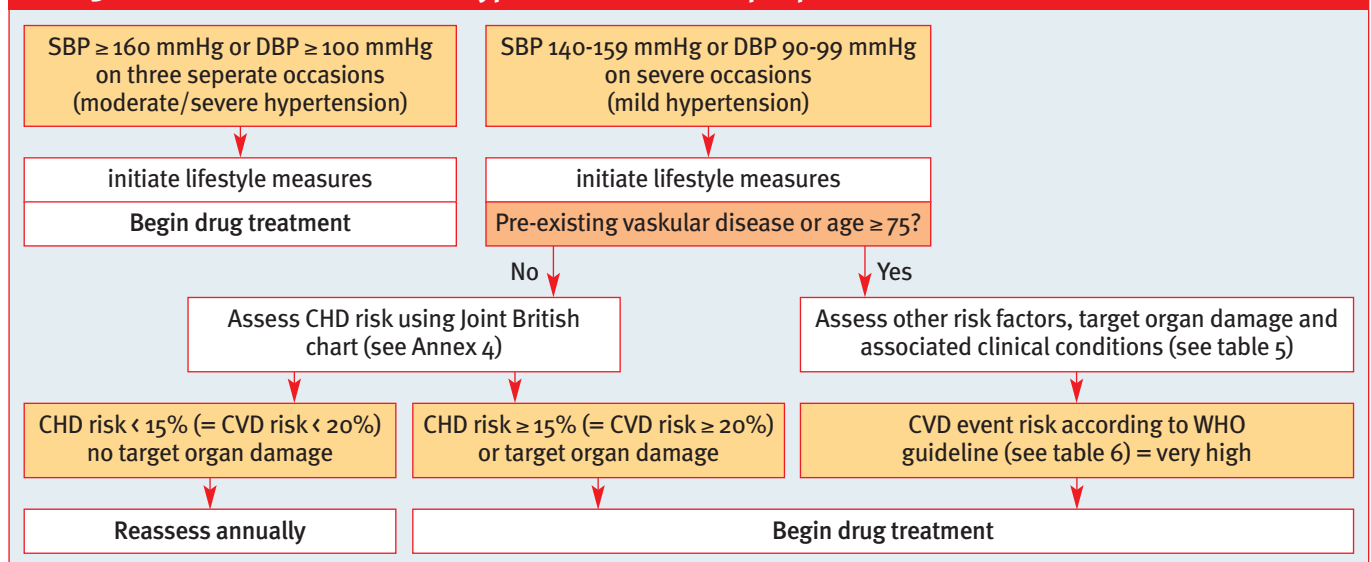 SBP ≥ 160 mmHg or DBP ≥ 100 mmHg
on three seperate occasions
(moderate/severe hypertension)
SBP 140-159 mmHg or DBP 90-99 mmHg
on severe occasions
(mild hypertension)
initiate lifestyle measures
Begin drug treatment
initiate lifestyle measures
Pre-existing vaskular disease or age ≥ 75?
No
Yes
Assess CHD risk using Joint British
chart (see Annex 4)
Assess other risk factors, target organ damage and
associated clinical conditions (see table 5)
CHD risk < 15% (= CVD risk < 20%)
no target organ damage
CHD risk ≥ 15% (= CVD risk ≥ 20%)
or target organ damage
CVD event risk according to WHO
guideline (see table 6) = very high
Reassess annually
Begin drug treatment